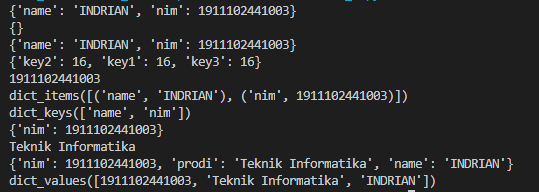 {'name': 'INDRIAN', 'nim': 1911102441003}
{}
{'name': 'INDRIAN', 'nim': 1911102441003}
{'key2': 16, 'key1': 16, 'key3': 16}
1911102441003
dict_items([('name', 'INDRIAN'), ('nim', 1911102441003)])
dict_keys(['name', 'nim'])
{'nim': 1911102441003}
Teknik Informatika
{'nim': 1911102441003, 'prodi': 'Teknik Informatika', 'name': 'INDRIAN'}
dict_values([1911102441003, 'Teknik Informatika', 'INDRIAN'])